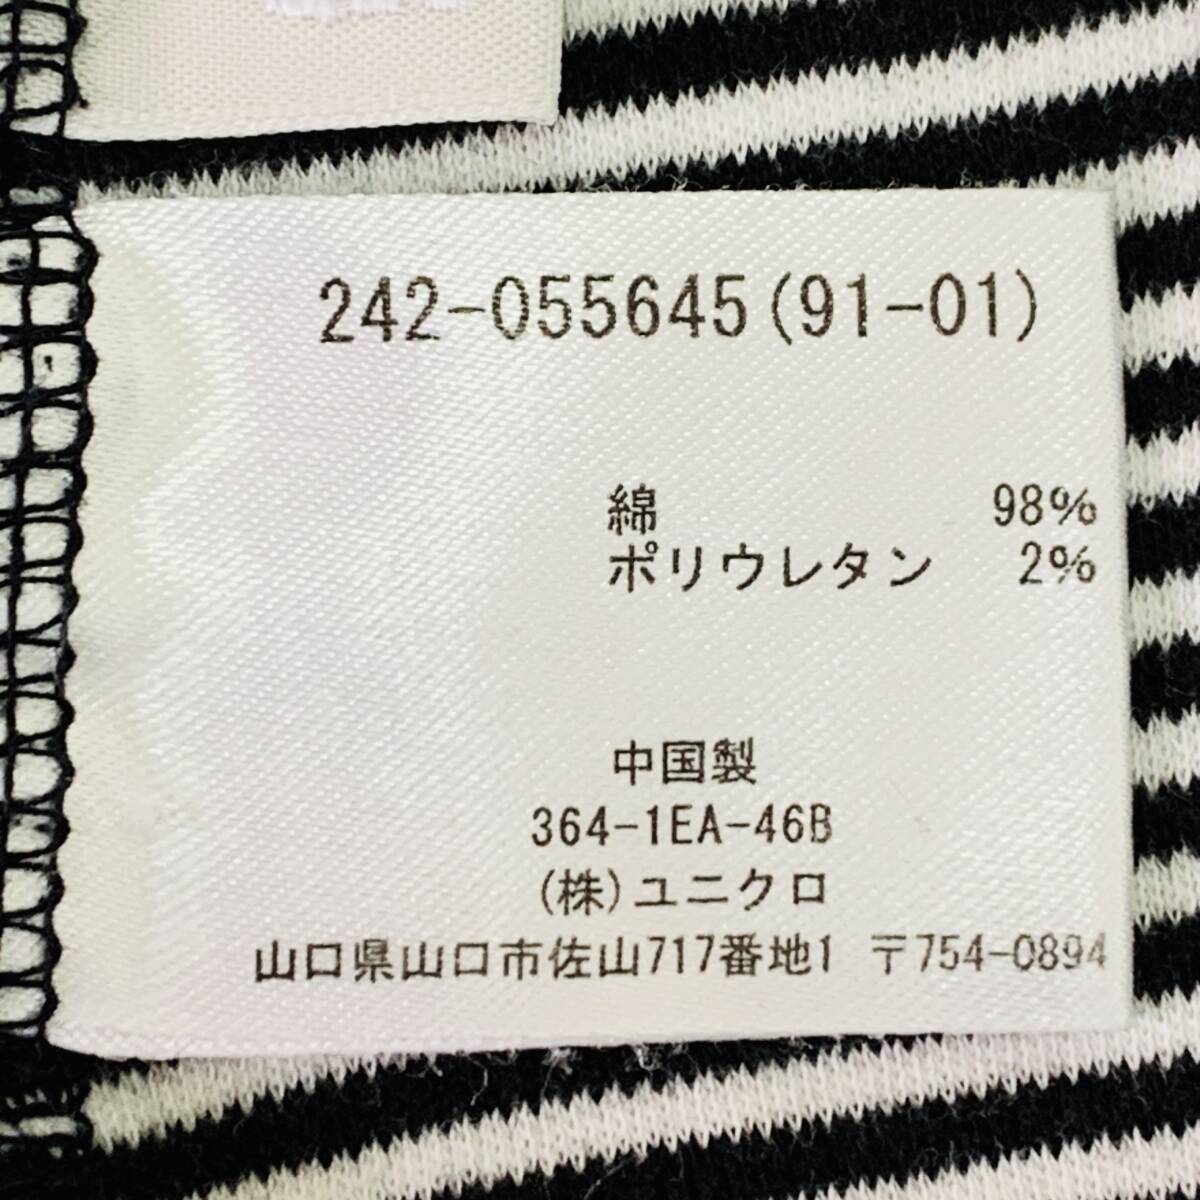 242-055645(91-01)
綿 98%
ポリウレタン 2%
中国製
364-1EA-46B
(株)ユニクロ
山口県山口市佐山717番地1 〒754-0894